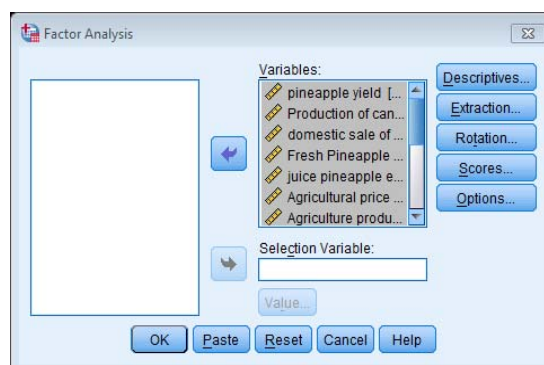 Factor Analysis
Variables:
pineapple yield [...
Production of can...
domestic sale of ...
Fresh Pineapple ...
juice pineapple e...
Agricultural price ...
Agriculture produ...
Selection Variable:
Value...
Descriptives...
Extraction...
Rotation...
Scores...
Options...
OK
Paste
Reset
Cancel
Help